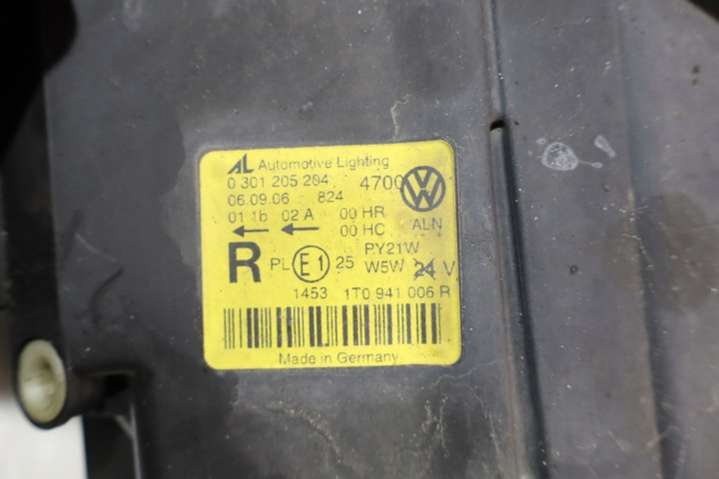 AL Automotive Lighting
0 301 205 204 4700
06.09.06 824
01 1b 02 A 00 HR
00 HC ALN
R PL E1 25 PY21W
W5W 24 V
1453 1T0 941 006 R
Made in Germany